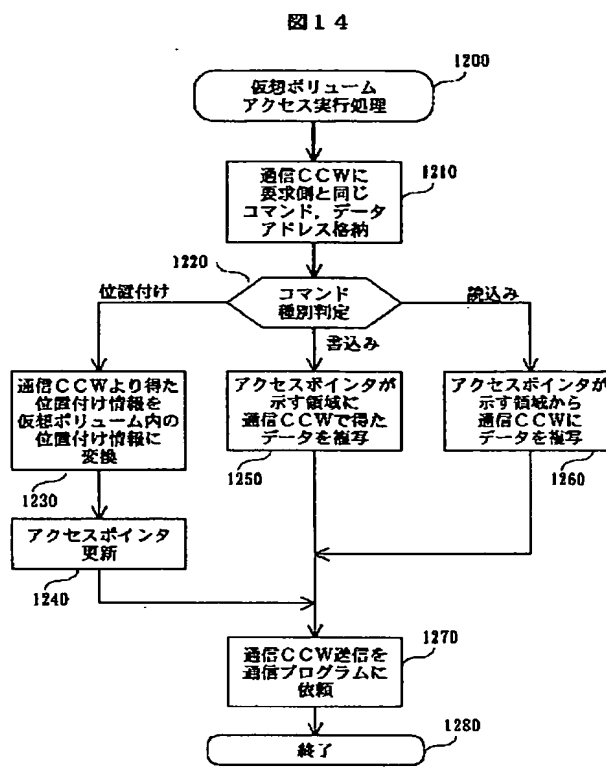 図14
1200
仮想ボリューム
アクセス実行処理
1210
通信CCWに
要求側と同じ
コマンド，データ
アドレス格納
1220
コマンド
種別判定
位置付け
書込み
読込み
通信CCWより得た
位置付け情報を
仮想ボリューム内の
位置付け情報に
変換
1230
アクセスポインタが
示す領域に
通信CCWで得た
データを複写
1250
アクセスポインタが
示す領域から
通信CCWに
データを複写
1260
アクセスポインタ
更新
1240
1270
通信CCW送信を
通信プログラムに
依頼
1280
終了